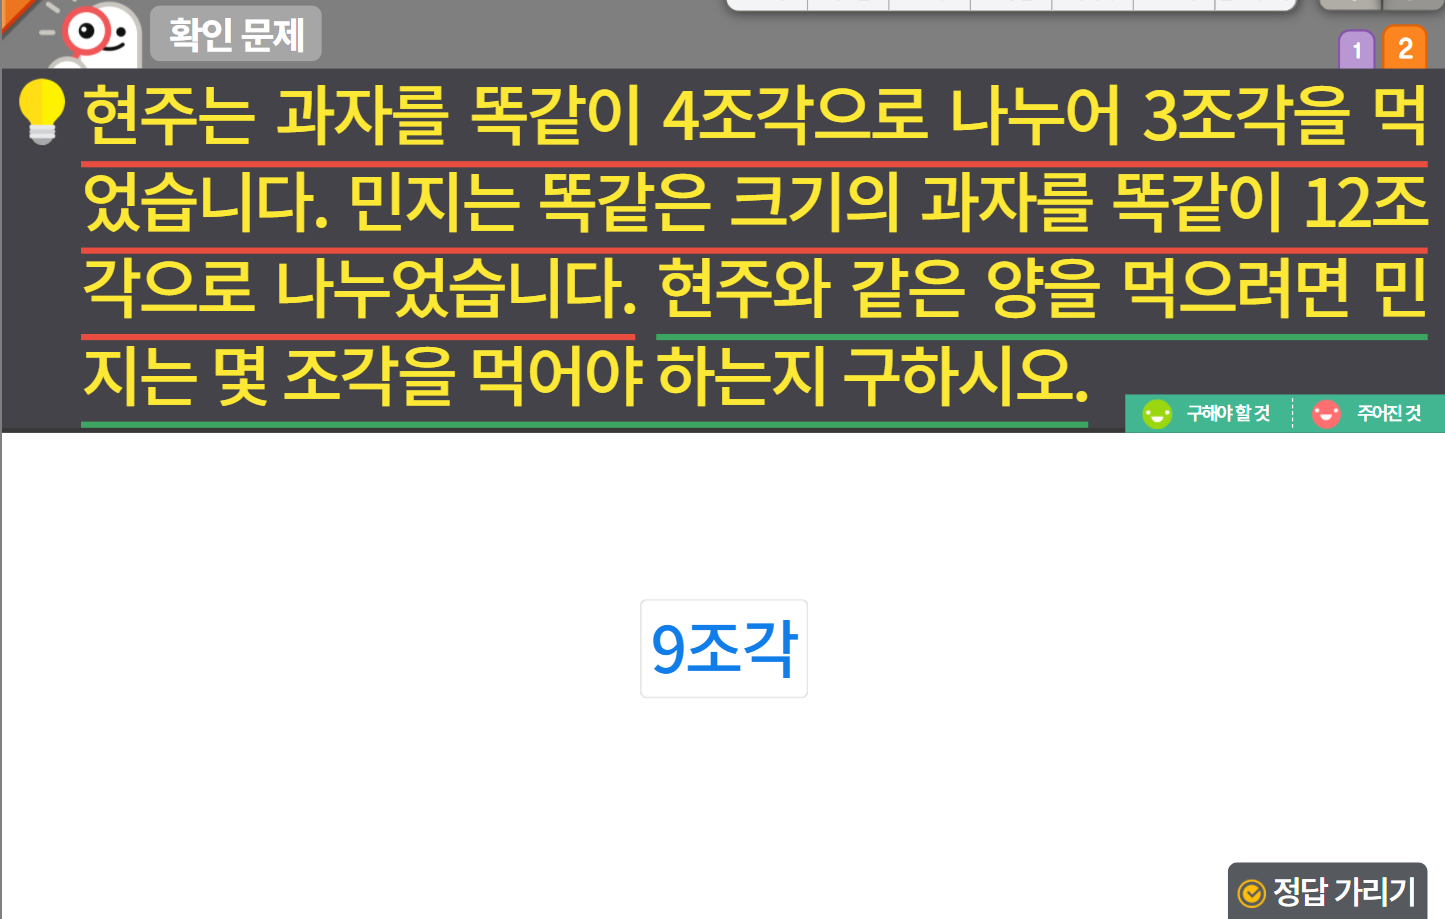 확인 문제
1
2
현주는 과자를 똑같이 4조각으로 나누어 3조각을 먹
었습니다. 민지는 똑같은 크기의 과자를 똑같이 12조
각으로 나누었습니다. 현주와 같은 양을 먹으려면 민
지는 몇 조각을 먹어야 하는지 구하시오.
구해야 할 것
주어진 것
9조각
정답 가리기